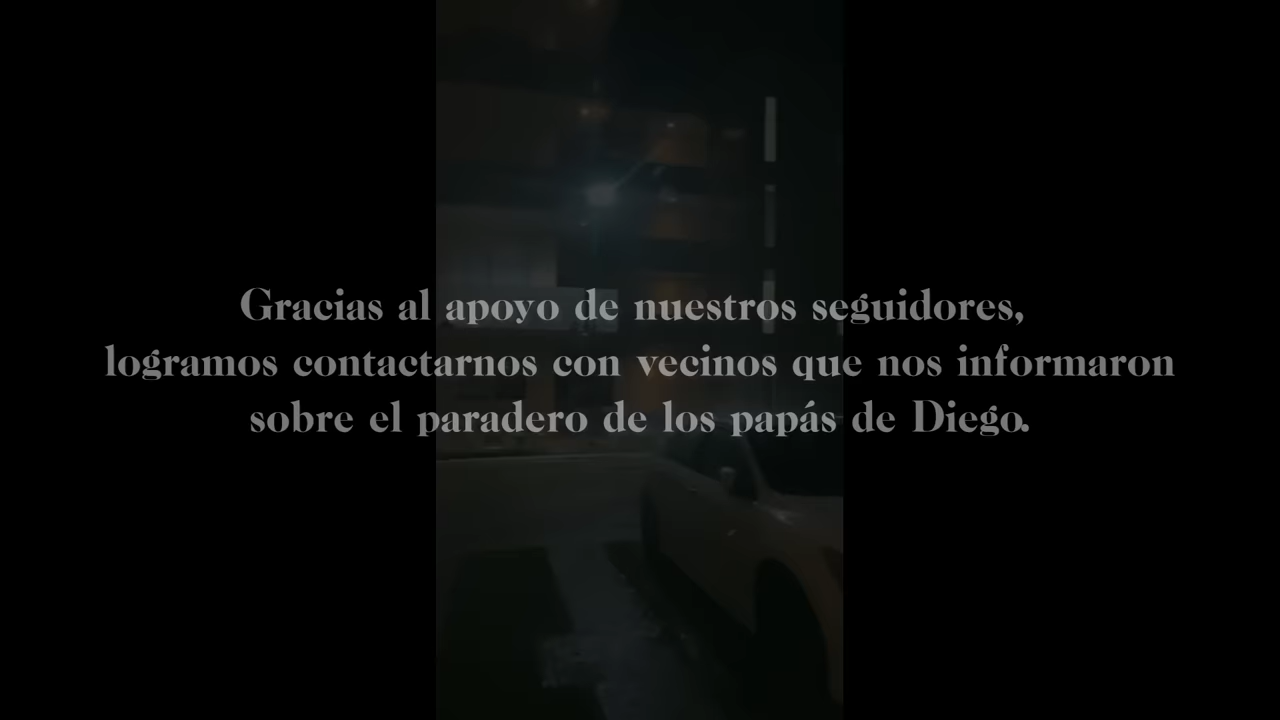 Gracias al apoyo de nuestros seguidores,
logramos contactarnos con vecinos que nos informaron
sobre el paradero de los papás de Diego.